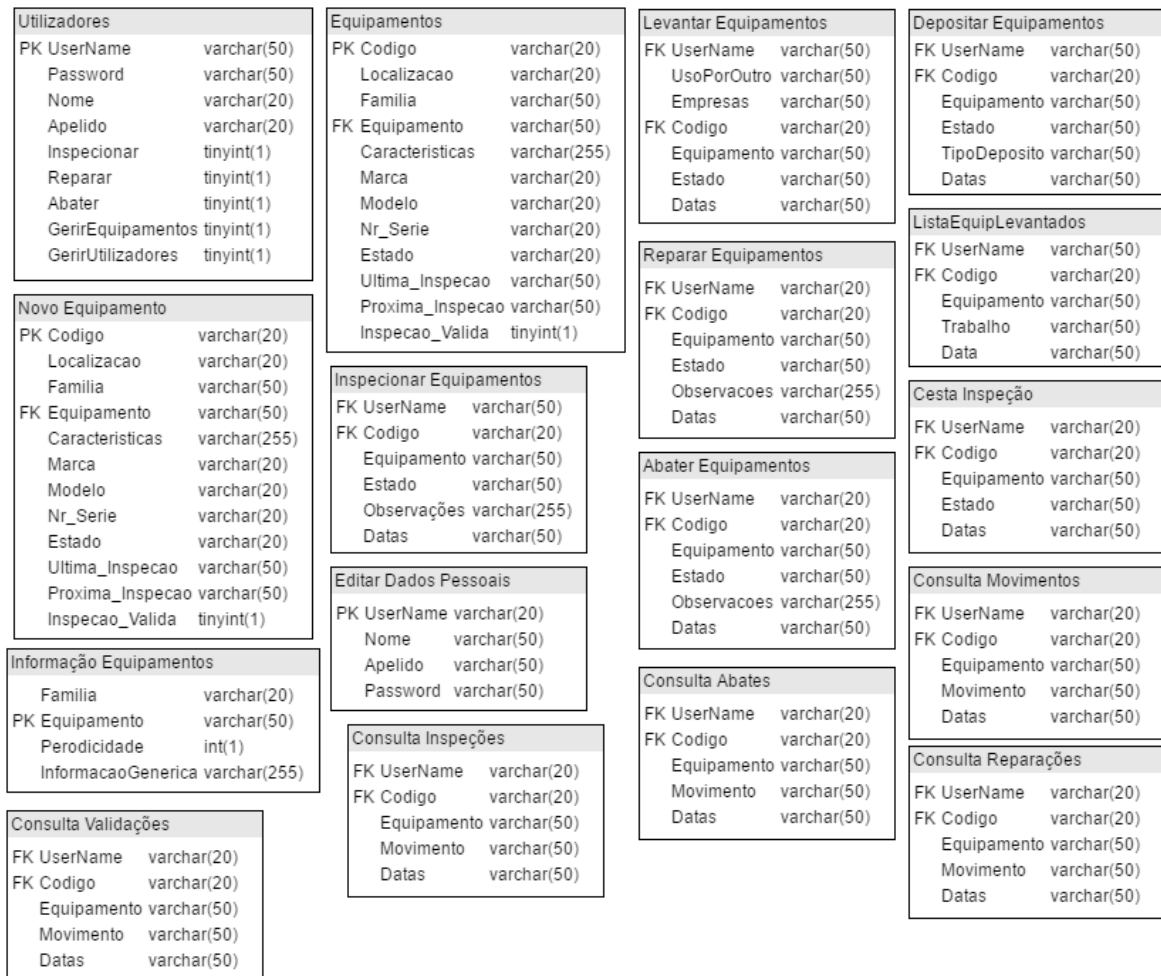 Utilizadores
PK UserName varchar(50)
Password varchar(50)
Nome varchar(20)
Apelido varchar(20)
Inspecionar tinyint(1)
Reparar tinyint(1)
Abater tinyint(1)
GerirEquipamentos tinyint(1)
GerirUtilizadores tinyint(1)
Novo Equipamento
PK Codigo varchar(20)
Localizacao varchar(20)
Familia varchar(50)
FK Equipamento varchar(50)
Caracteristicas varchar(255)
Marca varchar(20)
Modelo varchar(20)
Nr_Serie varchar(20)
Estado varchar(20)
Ultima_Inspecao varchar(50)
Proxima_Inspecao varchar(50)
Inspecao_Valida tinyint(1)
Informação Equipamentos
Familia varchar(20)
PK Equipamento varchar(50)
Perodicidade int(1)
InformacaoGenerica varchar(255)
Consulta Validações
FK UserName varchar(20)
FK Codigo varchar(20)
Equipamento varchar(50)
Movimento varchar(50)
Datas varchar(50)
Equipamentos
PK Codigo varchar(20)
Localizacao varchar(20)
Familia varchar(50)
FK Equipamento varchar(50)
Caracteristicas varchar(255)
Marca varchar(20)
Modelo varchar(20)
Nr_Serie varchar(20)
Estado varchar(20)
Ultima_Inspecao varchar(50)
Proxima_Inspecao varchar(50)
Inspecao_Valida tinyint(1)
Inspecionar Equipamentos
FK UserName varchar(50)
FK Codigo varchar(20)
Equipamento varchar(50)
Estado varchar(50)
Observações varchar(255)
Datas varchar(50)
Editar Dados Pessoais
PK UserName varchar(20)
Nome varchar(50)
Apelido varchar(50)
Password varchar(50)
Consulta Inspeções
FK UserName varchar(20)
FK Codigo varchar(20)
Equipamento varchar(50)
Movimento varchar(50)
Datas varchar(50)
Levantar Equipamentos
FK UserName varchar(50)
UsoPorOutro varchar(50)
Empresas varchar(50)
FK Codigo varchar(20)
Equipamento varchar(50)
Estado varchar(50)
Datas varchar(50)
Reparar Equipamentos
FK UserName varchar(20)
FK Codigo varchar(20)
Equipamento varchar(50)
Estado varchar(50)
Observacoes varchar(255)
Datas varchar(50)
Abater Equipamentos
FK UserName varchar(20)
FK Codigo varchar(20)
Equipamento varchar(50)
Estado varchar(50)
Observacoes varchar(255)
Datas varchar(50)
Consulta Abates
FK UserName varchar(20)
FK Codigo varchar(20)
Equipamento varchar(50)
Movimento varchar(50)
Datas varchar(50)
Depositar Equipamentos
FK UserName varchar(50)
FK Codigo varchar(20)
Equipamento varchar(50)
Estado varchar(50)
TipoDeposito varchar(50)
Datas varchar(50)
ListaEquipLevantados
FK UserName varchar(50)
FK Codigo varchar(20)
Equipamento varchar(50)
Trabalho varchar(50)
Data varchar(50)
Cesta Inspeção
FK UserName varchar(20)
FK Codigo varchar(20)
Equipamento varchar(50)
Estado varchar(50)
Datas varchar(50)
Consulta Movimentos
FK UserName varchar(20)
FK Codigo varchar(20)
Equipamento varchar(50)
Movimento varchar(50)
Datas varchar(50)
Consulta Reparações
FK UserName varchar(20)
FK Codigo varchar(20)
Equipamento varchar(50)
Movimento varchar(50)
Datas varchar(50)